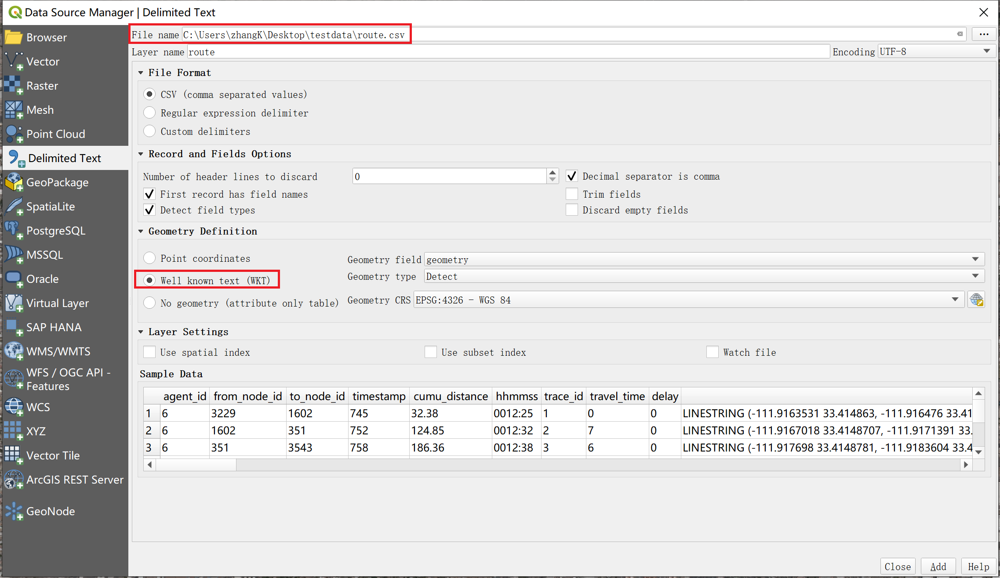 Data Source Manager | Delimited Text
Browser
Vector
Raster
Mesh
Point Cloud
Delimited Text
GeoPackage
SpatiaLite
PostgreSQL
MSSQL
Oracle
Virtual Layer
SAP HANA
WMS/WMTS
WFS / OGC API -
Features
WCS
XYZ
Vector Tile
ArcGIS REST Server
GeoNode
File name C:\Users\zhangK\Desktop\testdata\route.csv ...
Layer name route Encoding UTF-8
File Format
CSV (comma separated values)
Regular expression delimiter
Custom delimiters
Record and Fields Options
Number of header lines to discard 0 Decimal separator is comma
First record has field names Trim fields
Detect field types Discard empty fields
Geometry Definition
Point coordinates Geometry field geometry
Well known text (WKT) Geometry type Detect
No geometry (attribute only table) Geometry CRS EPSG:4326 - WGS 84
Layer Settings
Use spatial index Use subset index Watch file
Sample Data
agent_id from_node_id to_node_id timestamp cumu_distance hhmmss trace_id travel_time delay
1 6 3229 1602 745 32.38 0012:25 1 0 0 LINESTRING (-111.9163531 33.414863, -111.916476 33.41
2 6 1602 351 752 124.85 0012:32 2 7 0 LINESTRING (-111.9167018 33.4148707, -111.9171391 33.
3 6 351 3543 758 186.36 0012:38 3 6 0 LINESTRING (-111.917698 33.4148781, -111.9183604 33.4
Close Add Help